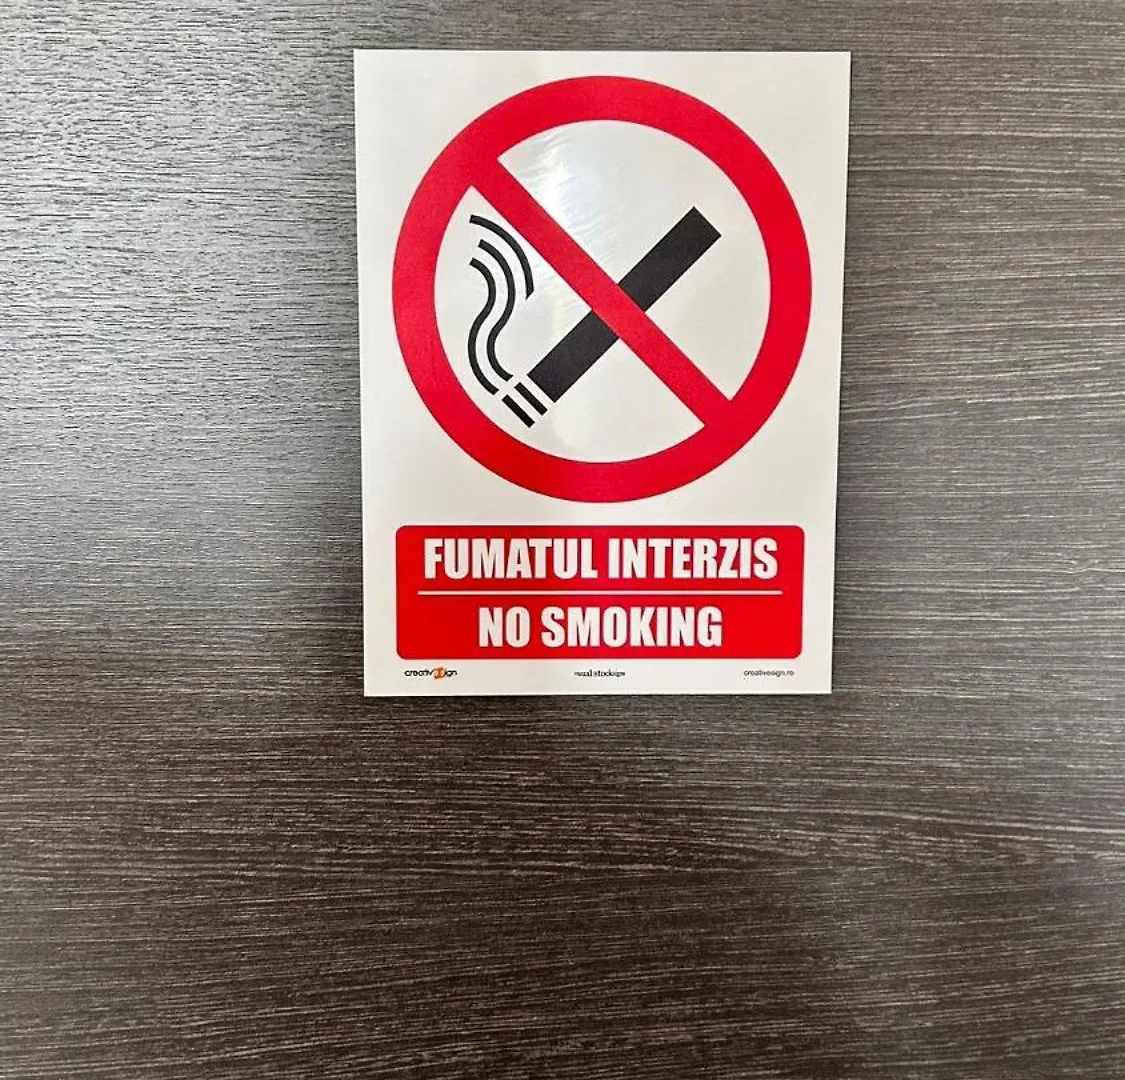 FUMATUL INTERZIS
NO SMOKING
creativesign.ro